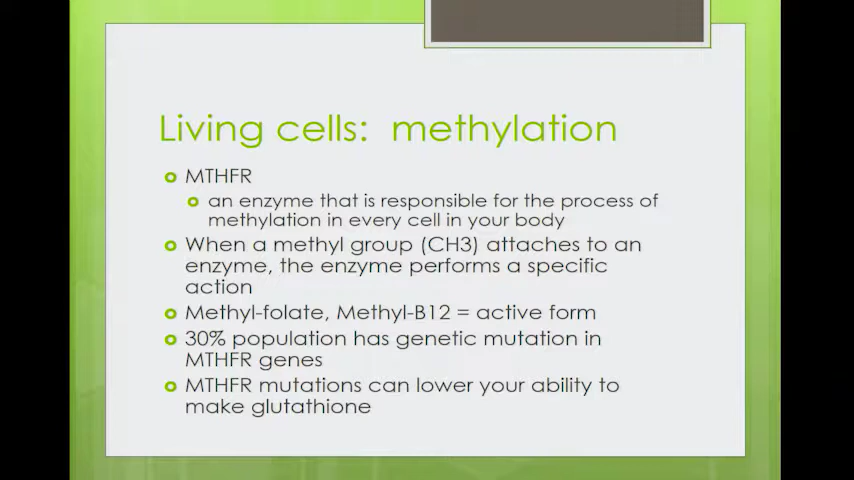 Living cells: methylation
MTHFR
an enzyme that is responsible for the process of
methylation in every cell in your body
When a methyl group (CH3) attaches to an
enzyme, the enzyme performs a specific
action
Methyl-folate, Methyl-B12 = active form
30% population has genetic mutation in
MTHFR genes
MTHFR mutations can lower your ability to
make glutathione